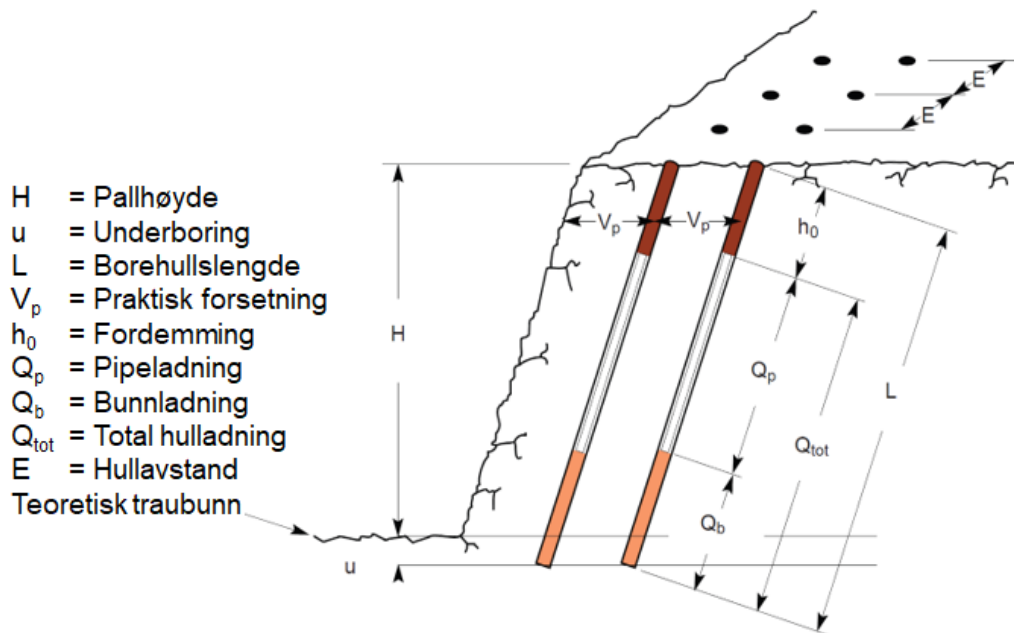 H = Pallhøyde
u = Underboring
L = Borehullslengde
Vp = Praktisk forsetning
h0 = Fordemming
Qp = Pipeladning
Qb = Bunnladning
Qtot = Total hulladning
E = Hullavstand
Teoretisk traubunn
E
E
Vp
Vp
h0
H
Qp
L
Qtot
Qb
u